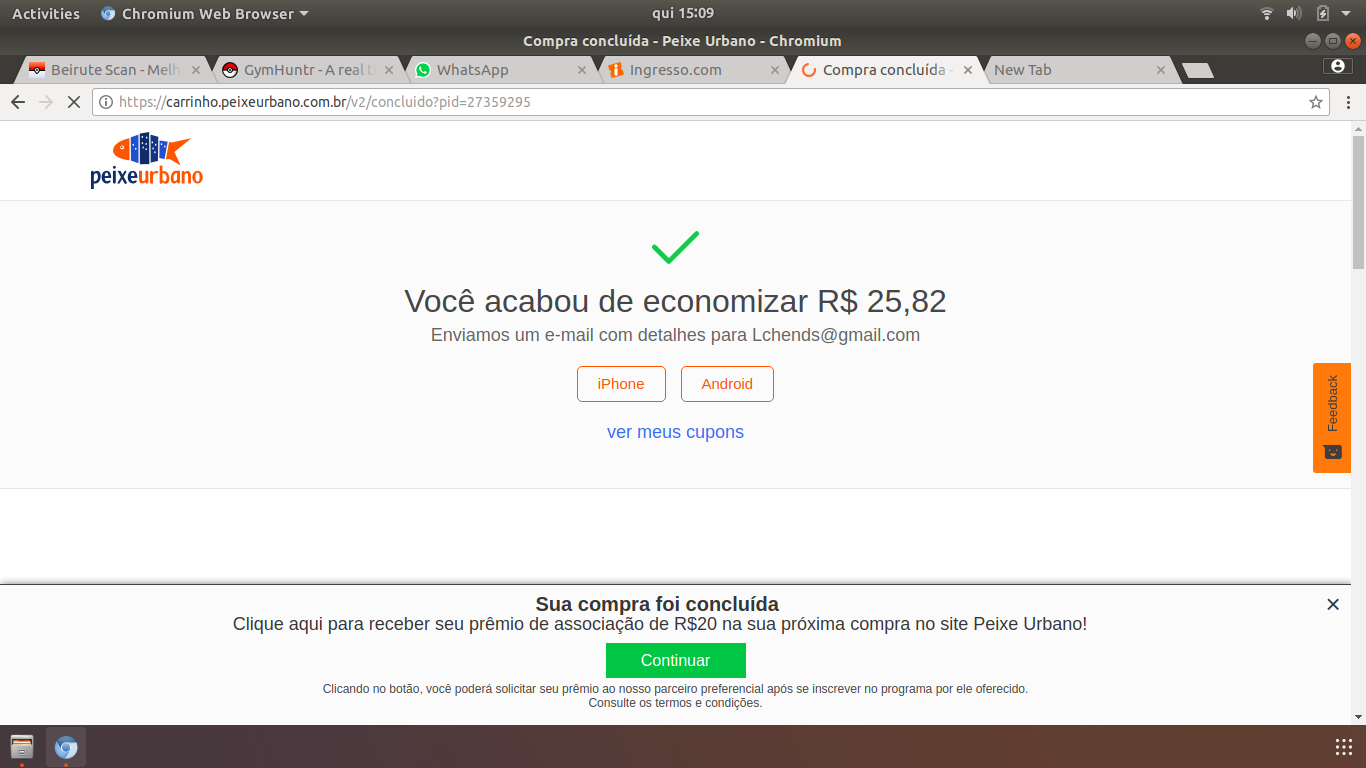 Activities
Chromium Web Browser
qui 15:09
Compra concluída - Peixe Urbano - Chromium
Beirute Scan - Melh
GymHuntr - A real ti
WhatsApp
Ingresso.com
Compra concluída -
New Tab
https://carrinho.peixeurbano.com.br/v2/concluido?pid=27359295
peixeurbano
Você acabou de economizar R$ 25,82
Enviamos um e-mail com detalhes para Lchends@gmail.com
iPhone
Android
ver meus cupons
Feedback
Sua compra foi concluída
Clique aqui para receber seu prêmio de associação de R$20 na sua próxima compra no site Peixe Urbano!
Continuar
Clicando no botão, você poderá solicitar seu prêmio ao nosso parceiro preferencial após se inscrever no programa por ele oferecido.
Consulte os termos e condições.